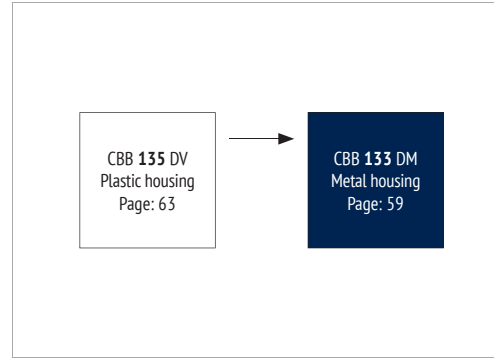 CBB 135 DV
Plastic housing
Page: 63
CBB 133 DM
Metal housing
Page: 59